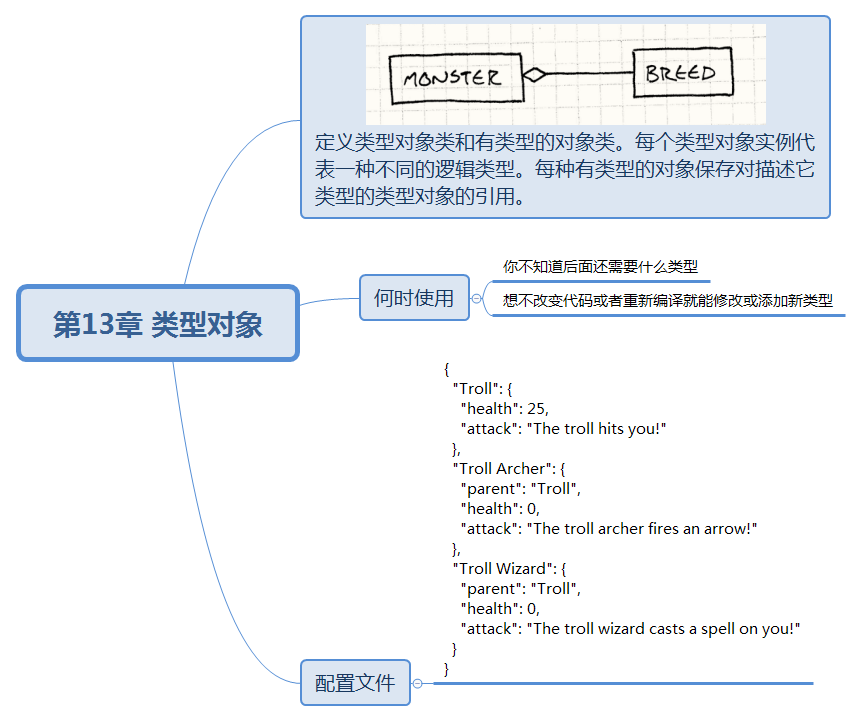 MONSTER
BREED
定义类型对象类和有类型的对象类。每个类型对象实例代
表一种不同的逻辑类型。每种有类型的对象保存对描述它
类型的类型对象的引用。
第13章 类型对象
何时使用
你不知道后面还需要什么类型
想不改变代码或者重新编译就能修改或添加新类型
{
"Troll": {
"health": 25,
"attack": "The troll hits you!"
},
"Troll Archer": {
"parent": "Troll",
"health": 0,
"attack": "The troll archer fires an arrow!"
},
"Troll Wizard": {
"parent": "Troll",
"health": 0,
"attack": "The troll wizard casts a spell on you!"
}
}
配置文件